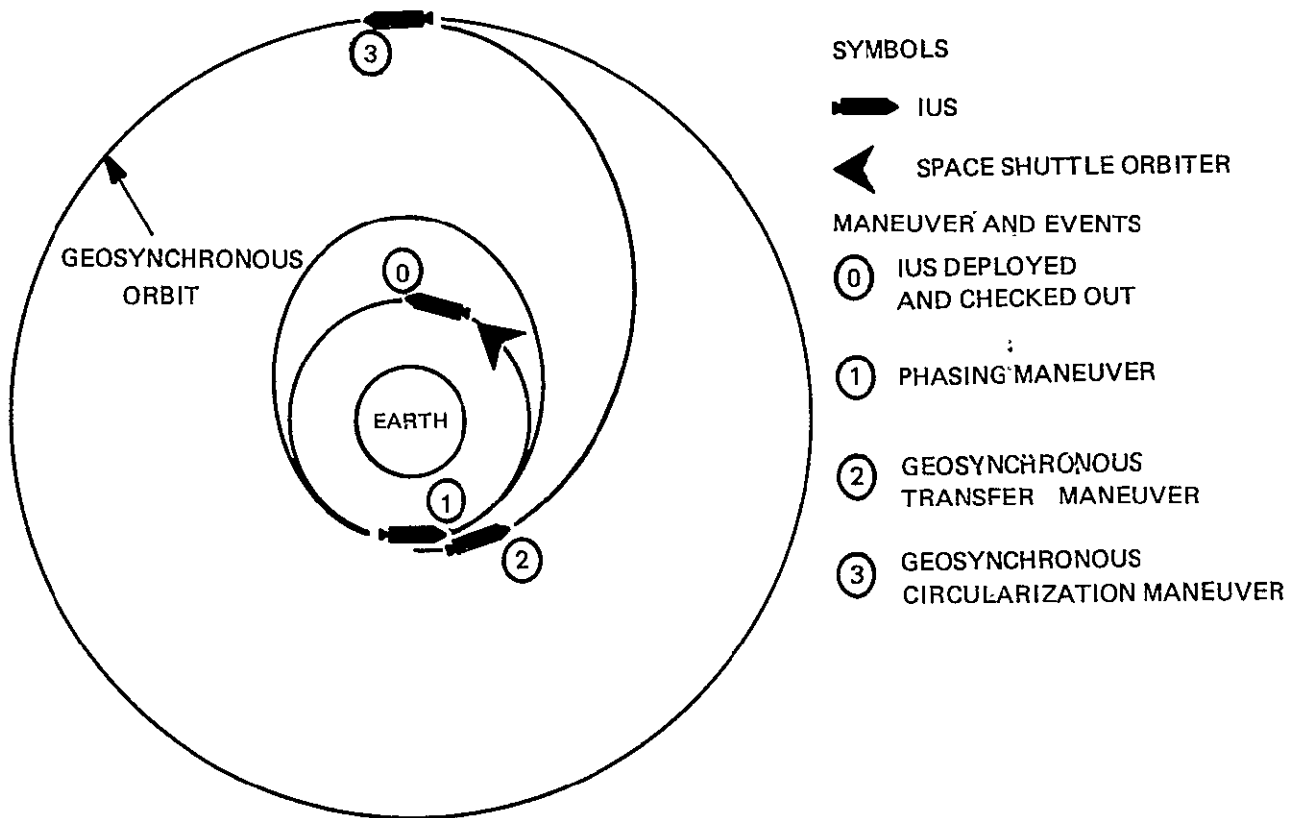 3
GEOSYNCHRONOUS
ORBIT
0
EARTH
1
2
SYMBOLS
IUS
SPACE SHUTTLE ORBITER
MANEUVER AND EVENTS
0 IUS DEPLOYED
AND CHECKED OUT
1 PHASING MANEUVER
2 GEOSYNCHRONOUS
TRANSFER MANEUVER
3 GEOSYNCHRONOUS
CIRCULARIZATION MANEUVER